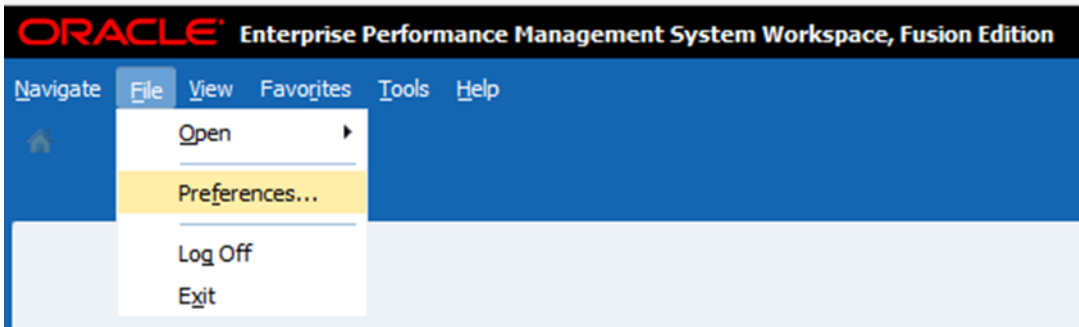 ORACLE Enterprise Performance Management System Workspace, Fusion Edition
Navigate File View Favorites Tools Help
Open
Preferences...
Log Off
Exit